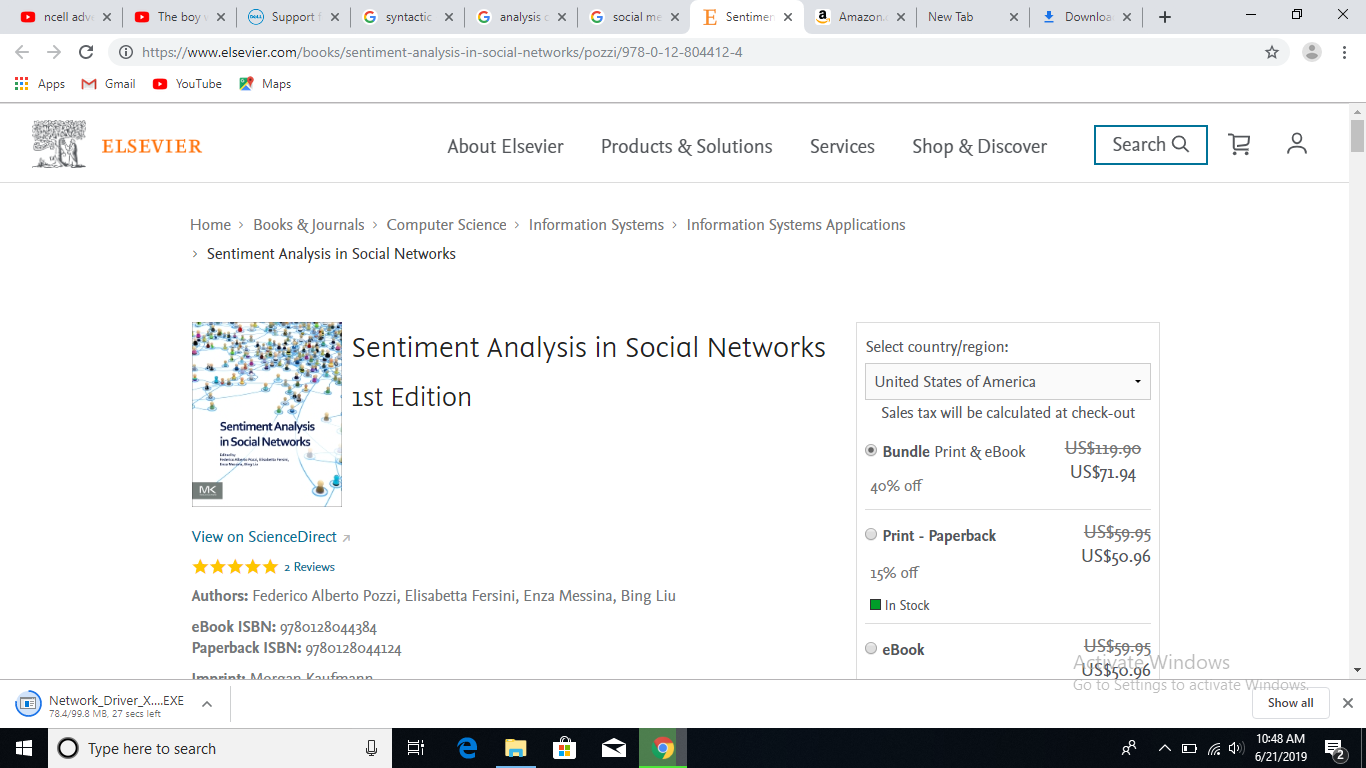 ncell adve
The boy
Support f
syntactic
analysis o
social me
Sentimen
Amazon.
New Tab
Downloa
https://www.elsevier.com/books/sentiment-analysis-in-social-networks/pozzi/978-0-12-804412-4
Apps Gmail YouTube Maps
ELSEVIER
About Elsevier Products & Solutions Services Shop & Discover Search
Home > Books & Journals > Computer Science > Information Systems > Information Systems Applications
> Sentiment Analysis in Social Networks
Sentiment Analysis
in Social Networks
Edited by
Federico Alberto Pozzi, Elisabetta Fersini,
Enza Messina, Bing Liu
MK
Sentiment Analysis in Social Networks
1st Edition
View on ScienceDirect
2 Reviews
Authors: Federico Alberto Pozzi, Elisabetta Fersini, Enza Messina, Bing Liu
eBook ISBN: 9780128044384
Paperback ISBN: 9780128044124
Imprint: Morgan Kaufmann
Select country/region:
United States of America
Sales tax will be calculated at check-out
Bundle Print & eBook US$119.90
US$71.94
40% off
Print - Paperback US$59.95
US$50.96
15% off
In Stock
eBook US$59.95
US$50.96
Activate Windows
Go to Settings to activate Windows.
Network_Driver_X....EXE
78.4/99.8 MB, 27 secs left
Show all
Type here to search
10:48 AM
6/21/2019
2